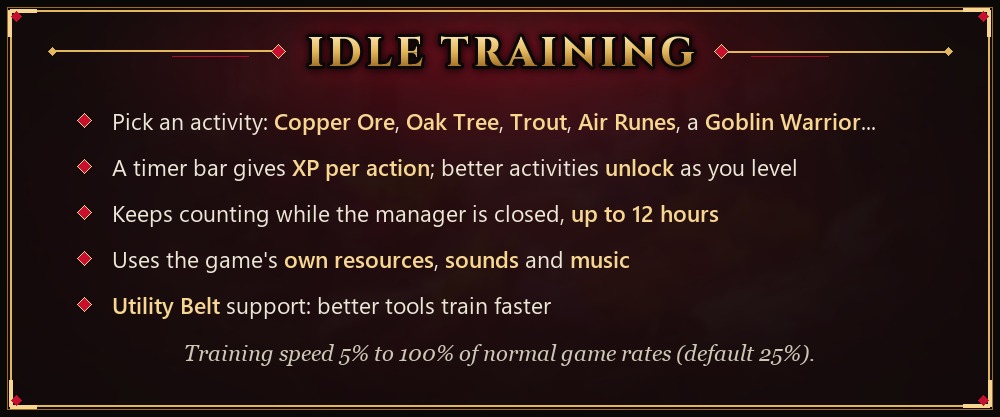 IDLE TRAINING
Pick an activity: Copper Ore, Oak Tree, Trout, Air Runes, a Goblin Warrior...
A timer bar gives XP per action; better activities unlock as you level
Keeps counting while the manager is closed, up to 12 hours
Uses the game's own resources, sounds and music
Utility Belt support: better tools train faster
Training speed 5% to 100% of normal game rates (default 25%).